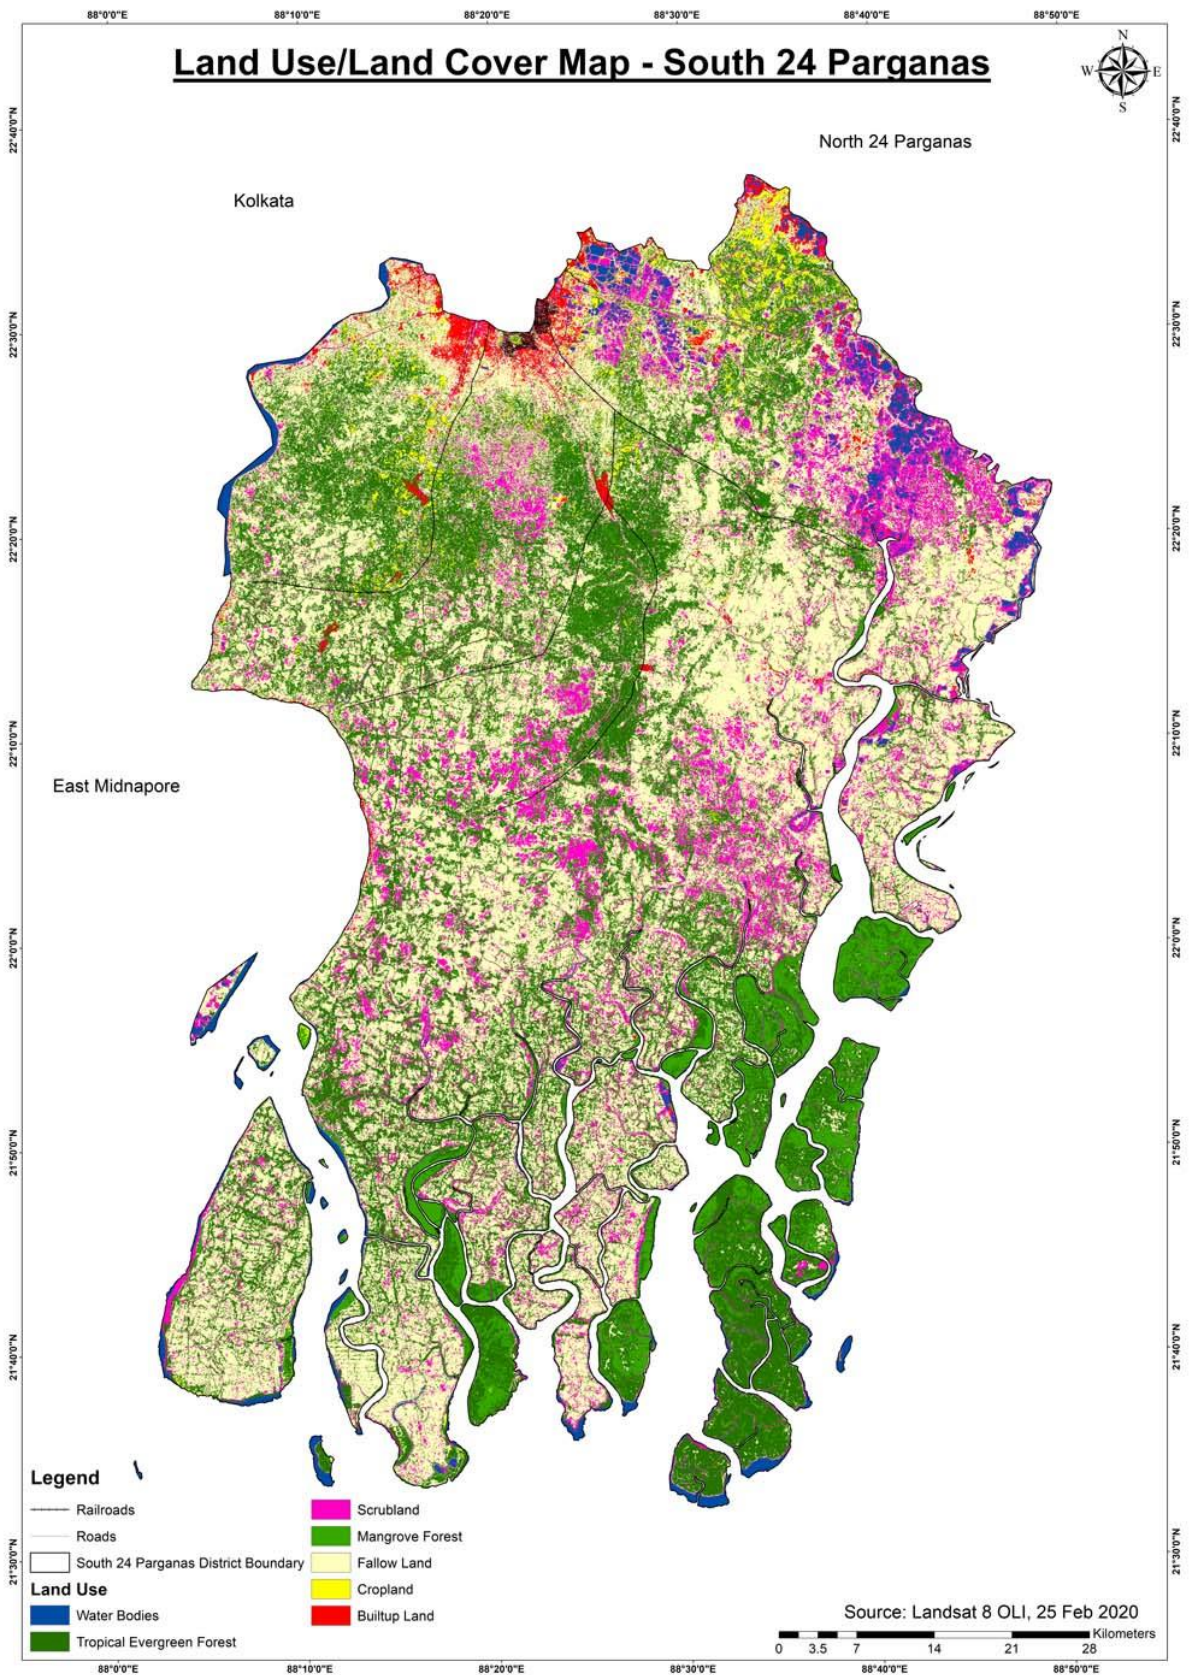 88°0'0"E 88°10'0"E 88°20'0"E 88°30'0"E 88°40'0"E 88°50'0"E
Land Use/Land Cover Map - South 24 Parganas
N
W E
S
22°40'0"N 22°40'0"N
North 24 Parganas
Kolkata
22°30'0"N 22°30'0"N
22°20'0"N 22°20'0"N
22°10'0"N 22°10'0"N
East Midnapore
22°0'0"N 22°0'0"N
21°50'0"N 21°50'0"N
21°40'0"N 21°40'0"N
Legend
Railroads
Roads
South 24 Parganas District Boundary
Land Use
Water Bodies
Tropical Evergreen Forest
Scrubland
Mangrove Forest
Fallow Land
Cropland
Builtup Land
21°30'0"N 21°30'0"N
Source: Landsat 8 OLI, 25 Feb 2020
Kilometers
0 3.5 7 14 21 28
88°0'0"E 88°10'0"E 88°20'0"E 88°30'0"E 88°40'0"E 88°50'0"E